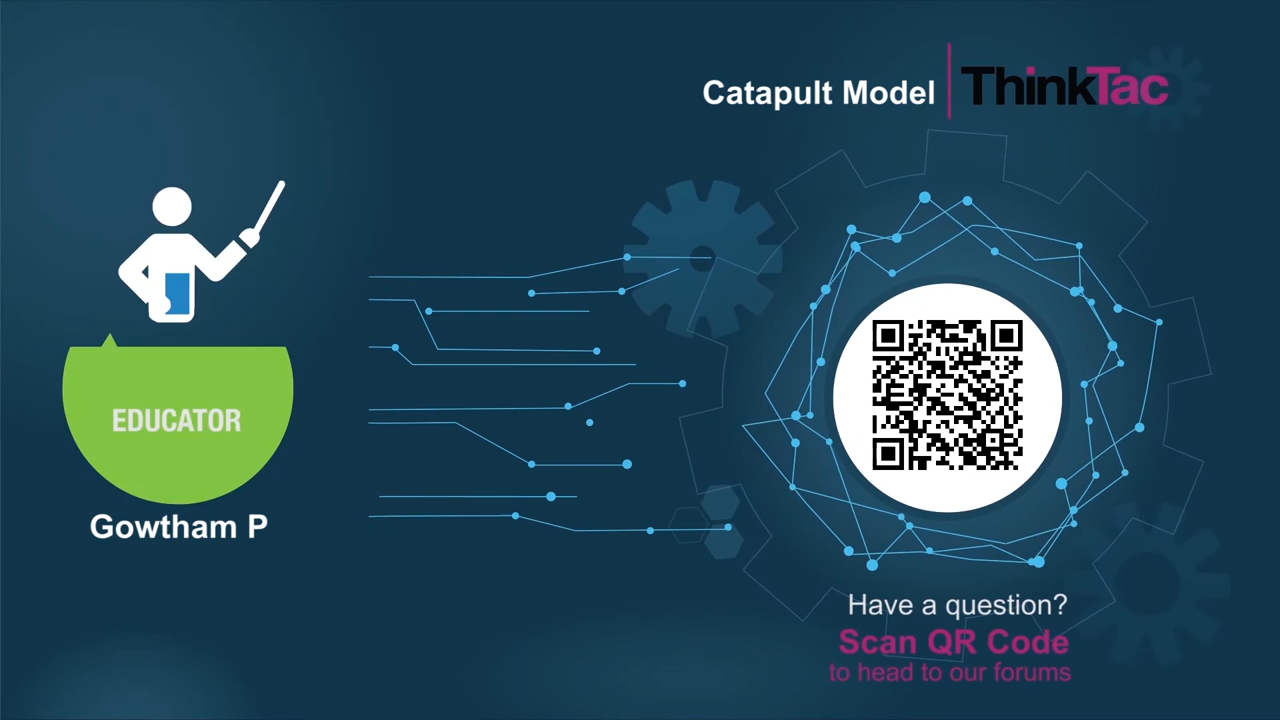 Catapult Model
ThinkTac
EDUCATOR
Gowtham P
Have a question?
Scan QR Code
to head to our forums